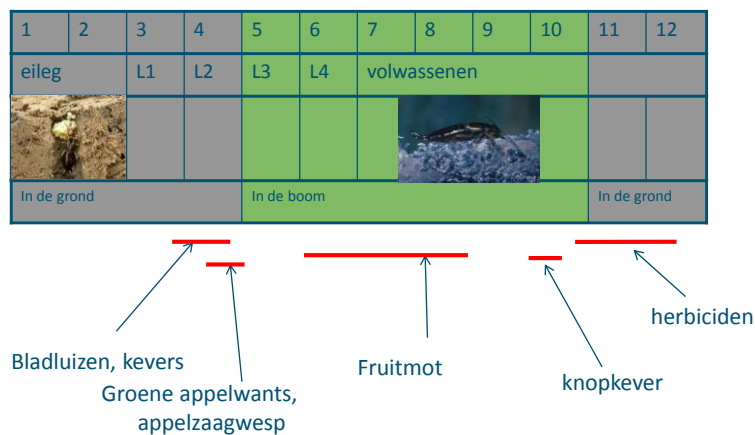 1 2 3 4 5 6 7 8 9 10 11 12
eileg L1 L2 L3 L4 volwassenen
In de grond In de boom In de grond
herbiciden
Bladluizen, kevers
Fruitmot
knopkever
Groene appelwants,
appelzaagwesp